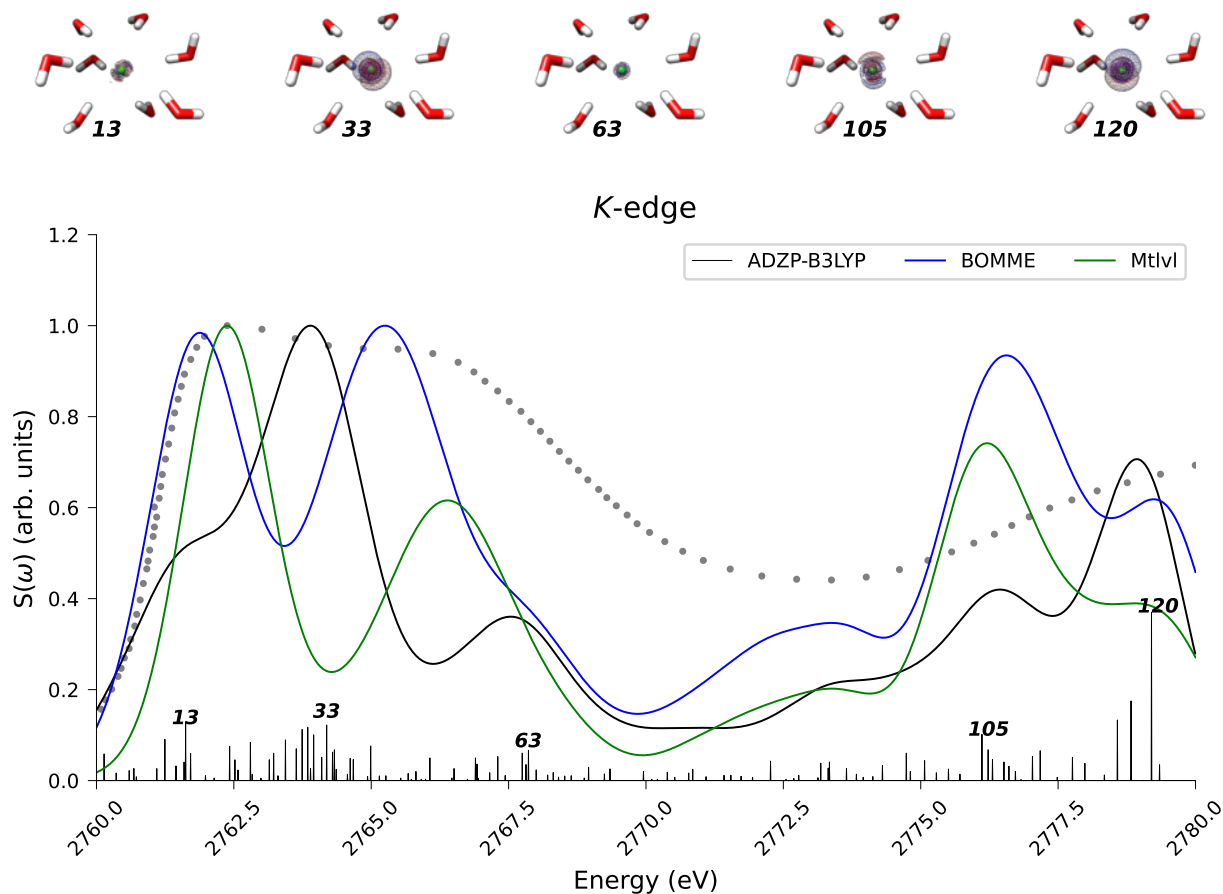 13 33 63 105 120
K-edge
1.2
ADZP-B3LYP BOMME Mtlvl
1.0
0.8
S(ω) (arb. units)
0.6
0.4
120
0.2
13 33 63 105
0.0
2760.0 2762.5 2765.0 2767.5 2770.0 2772.5 2775.0 2777.5 2780.0
Energy (eV)